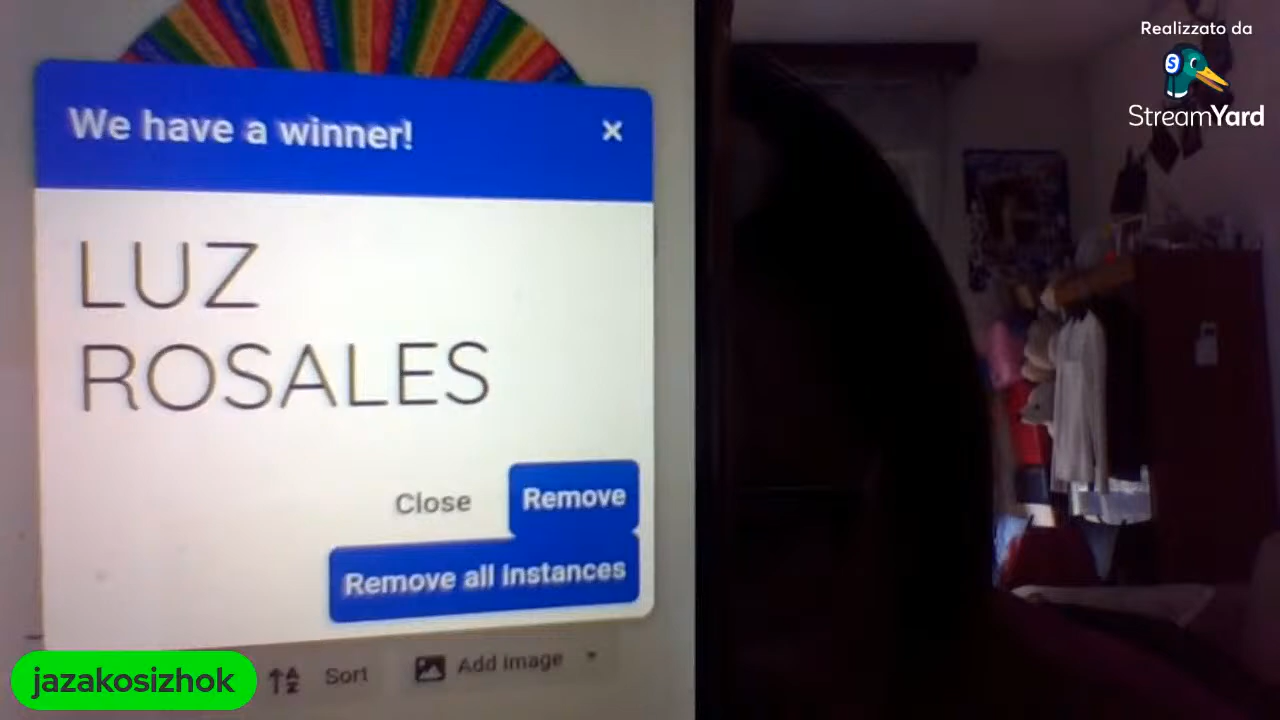 Realizzato da
StreamYard
We have a winner!
LUZ
ROSALES
Close
Remove
Remove all instances
Sort
Add image
jazakosizhok